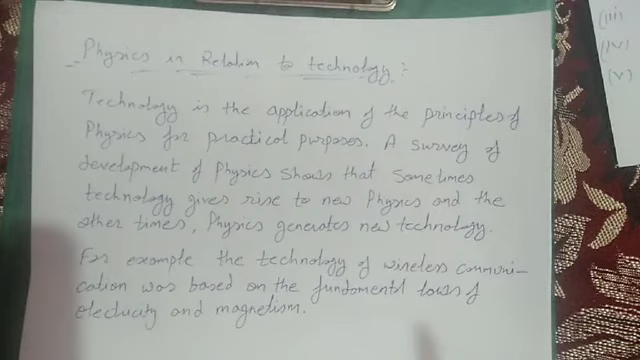 Physics in Relation to technology:
Technology is the application of the principles of
Physics for practical purposes. A survey of
development of Physics shows that sometimes
technology gives rise to new Physics and the
other times, Physics generates new technology.
For example the technology of wireless communi-
cation was based on the fundamental laws of
electricity and magnetism.
(iii)
(iv)
(v)